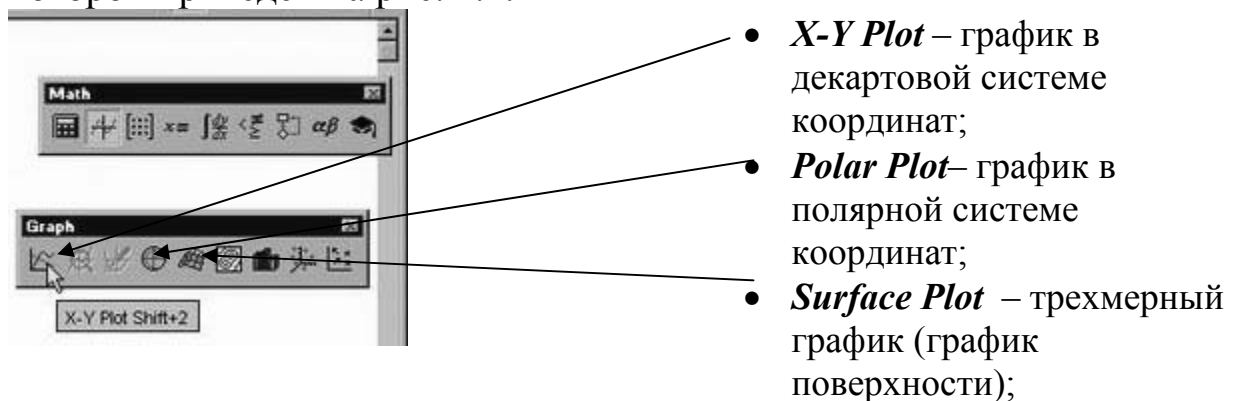 Math
x=
αβ
Graph
X-Y Plot Shift+2
• X-Y Plot – график в
декартовой системе
координат;
• Polar Plot– график в
полярной системе
координат;
• Surface Plot – трехмерный
график (график
поверхности);